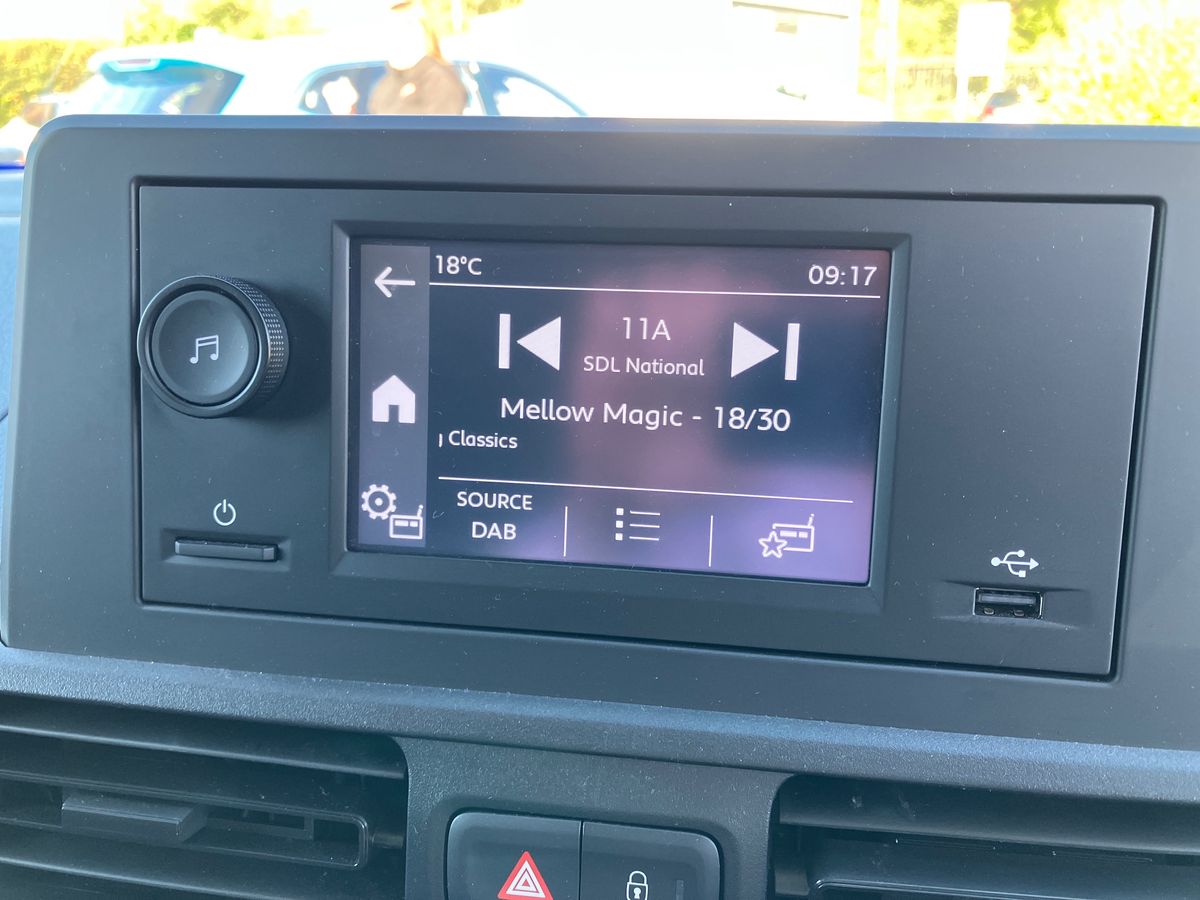 18°C
09:17
11A
SDL National
Mellow Magic - 18/30
Classics
SOURCE
DAB